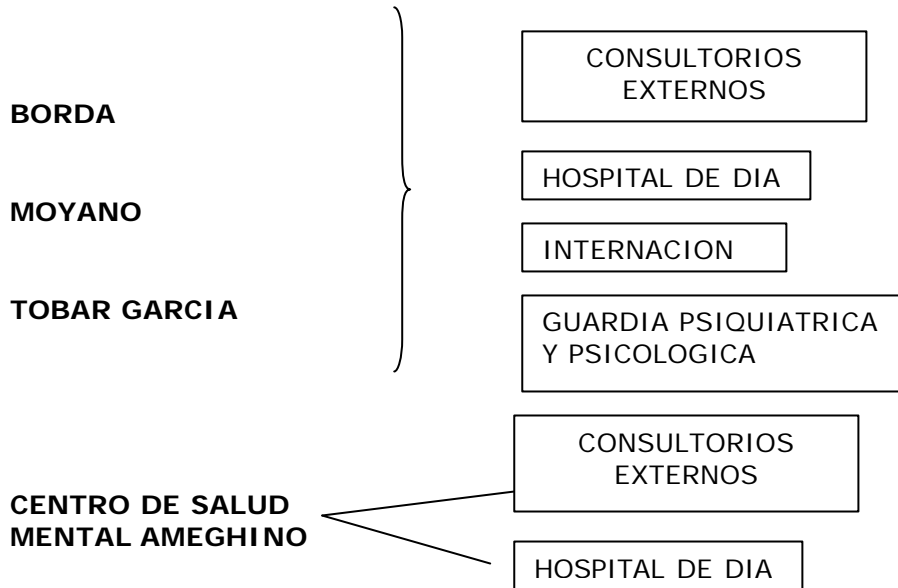 BORDA
MOYANO
TOBAR GARCIA
CONSULTORIOS
EXTERNOS
HOSPITAL DE DIA
INTERNACION
GUARDIA PSIQUIATRICA
Y PSICOLOGICA
CENTRO DE SALUD
MENTAL AMEGHINO
CONSULTORIOS
EXTERNOS
HOSPITAL DE DIA